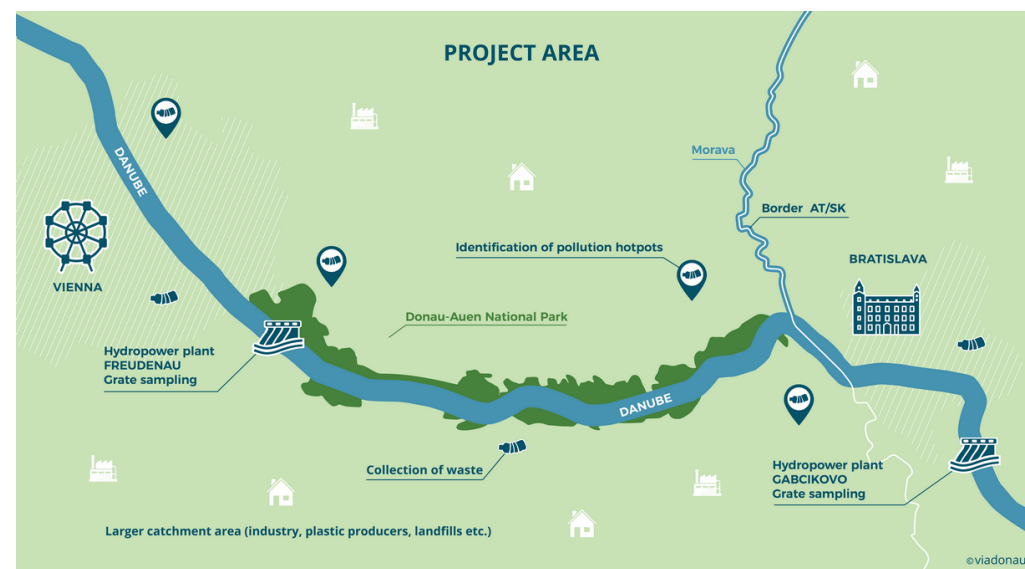 PROJECT AREA
DANUBE
Morava
Border AT/SK
Identification of pollution hotpots
BRATISLAVA
VIENNA
Donau-Auen National Park
Hydropower plant
FREUDENAU
Grate sampling
DANUBE
Collection of waste
Hydropower plant
GABCIKOVO
Grate sampling
Larger catchment area (industry, plastic producers, landfills etc.)
©viadonau